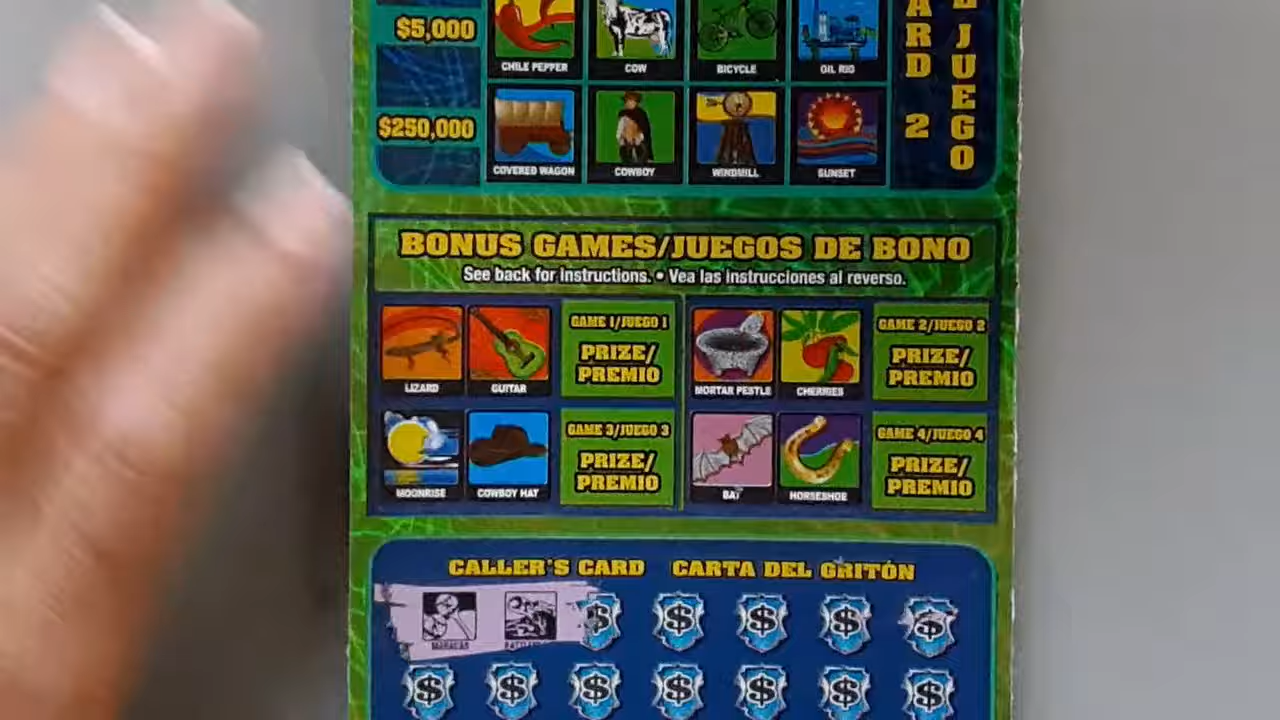 $5,000
CHILE PEPPER COW BICYCLE OIL RIG
$250,000
COVERED WAGON COWBOY WINDMILL SUNSET
ARD 2
JUEGO
BONUS GAMES/JUEGOS DE BONO
See back for instructions. • Vea las instrucciones al reverso.
GAME 1/JUEGO 1
PRIZE/
PREMIO
LIZARD GUITAR
GAME 2/JUEGO 2
PRIZE/
PREMIO
MORTAR PESTLE CHERRIES
GAME 3/JUEGO 3
PRIZE/
PREMIO
MOONRISE COWBOY HAT
GAME 4/JUEGO 4
PRIZE/
PREMIO
BAT HORSESHOE
CALLER'S CARD CARTA DEL GRITÓN
MARACAS
$ $ $ $ $
$ $ $ $ $ $ $